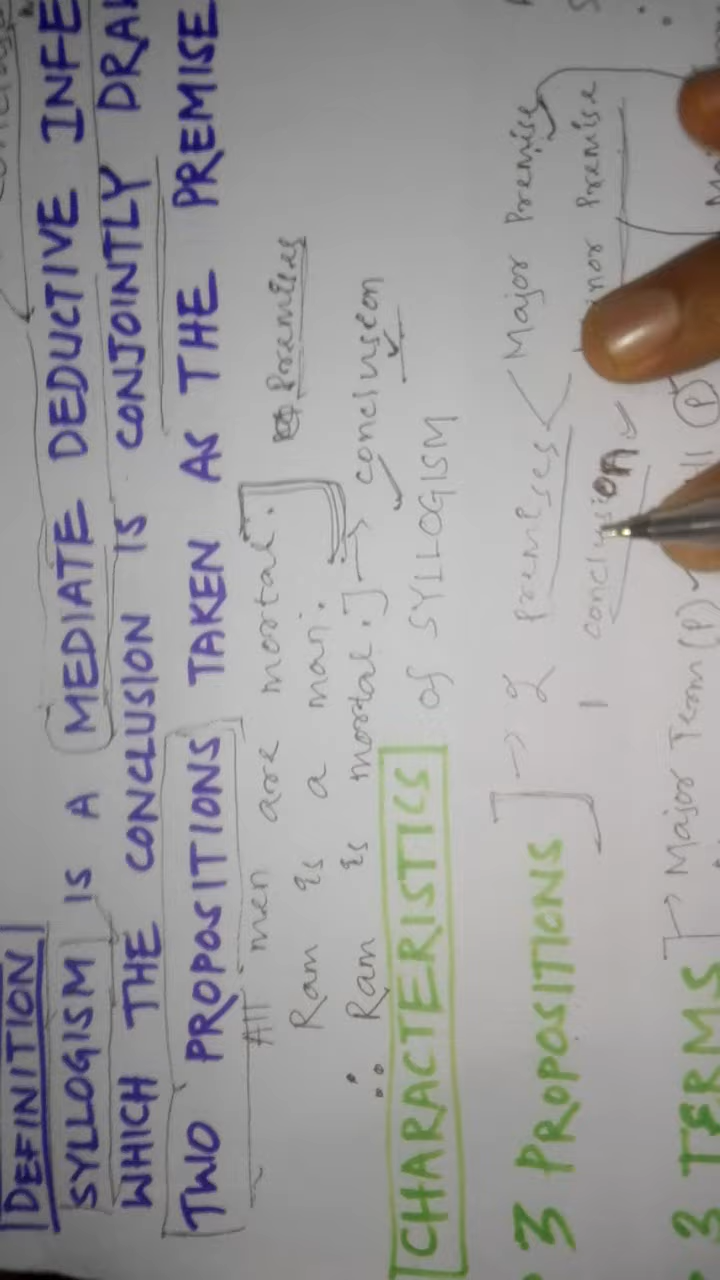 DEFINITION
SYLLOGISM IS A MEDIATE DEDUCTIVE INFE
WHICH THE CONCLUSION IS CONJOINTLY DRA
TWO PROPOSITIONS TAKEN AS THE PREMISE
All men are mortal. Premises
Ram is a man.
∴ Ram is mortal. → conclusion
CHARACTERISTICS of SYLLOGISM
• 3 PROPOSITIONS → 2 premises < Major Premise
nor Premise
1 conclusion
• 3 TERMS → Major Term (P)